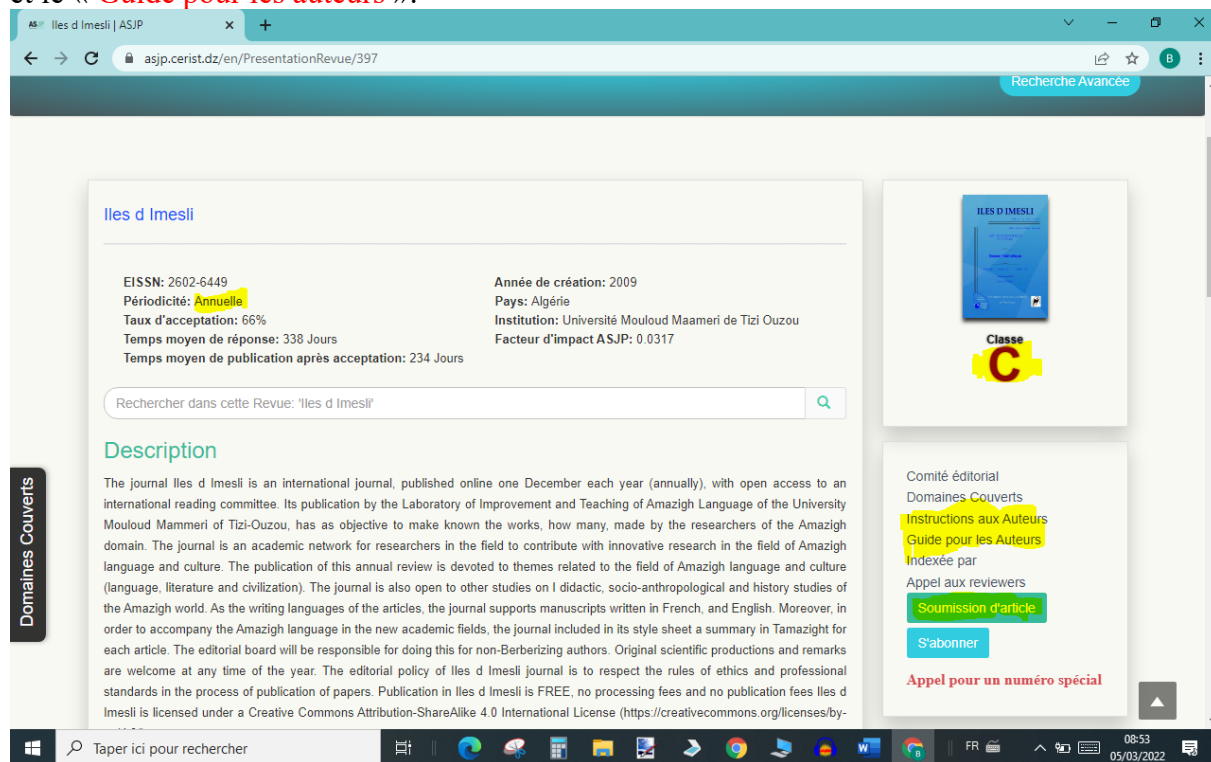 et le « Guide pour les auteurs ».
Iles d Imesli | ASJP
asjp.cerist.dz/en/PresentationRevue/397
B
Recherche Avancée
Iles d Imesli
EISSN: 2602-6449
Périodicité: Annuelle
Taux d'acceptation: 66%
Temps moyen de réponse: 338 Jours
Temps moyen de publication après acceptation: 234 Jours
Année de création: 2009
Pays: Algérie
Institution: Université Mouloud Maameri de Tizi Ouzou
Facteur d'impact ASJP: 0.0317
Rechercher dans cette Revue: 'Iles d Imesli'
Description
The journal Iles d Imesli is an international journal, published online one December each year (annually), with open access to an
international reading committee. Its publication by the Laboratory of Improvement and Teaching of Amazigh Language of the University
Mouloud Mammeri of Tizi-Ouzou, has as objective to make known the works, how many, made by the researchers of the Amazigh
domain. The journal is an academic network for researchers in the field to contribute with innovative research in the field of Amazigh
language and culture. The publication of this annual review is devoted to themes related to the field of Amazigh language and culture
(language, literature and civilization). The journal is also open to other studies on l didactic, socio-anthropological and history studies of
the Amazigh world. As the writing languages of the articles, the journal supports manuscripts written in French, and English. Moreover, in
order to accompany the Amazigh language in the new academic fields, the journal included in its style sheet a summary in Tamazight for
each article. The editorial board will be responsible for doing this for non-Berberizing authors. Original scientific productions and remarks
are welcome at any time of the year. The editorial policy of Iles d Imesli journal is to respect the rules of ethics and professional
standards in the process of publication of papers. Publication in Iles d Imesli is FREE, no processing fees and no publication fees Iles d
Imesli is licensed under a Creative Commons Attribution-ShareAlike 4.0 International License (https://creativecommons.org/licenses/by-
Domaines Couverts
ILES D IMESLI
Classe
C
Comité éditorial
Domaines Couverts
Instructions aux Auteurs
Guide pour les Auteurs
Indexée par
Appel aux reviewers
Soumission d'article
S'abonner
Appel pour un numéro spécial
Taper ici pour rechercher
FR
08:53
05/03/2022